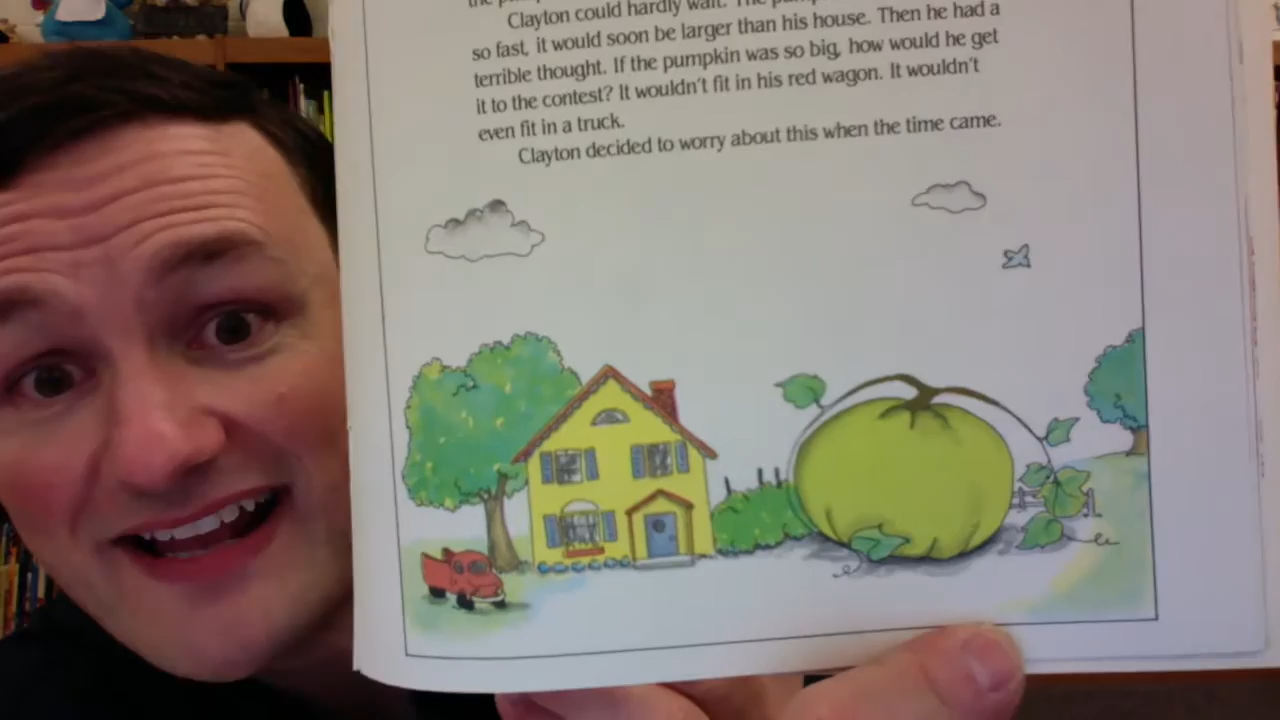 Clayton could hardly wait. The
so fast, it would soon be larger than his house. Then he had a
terrible thought. If the pumpkin was so big, how would he get
it to the contest? It wouldn't fit in his red wagon. It wouldn't
even fit in a truck.
Clayton decided to worry about this when the time came.